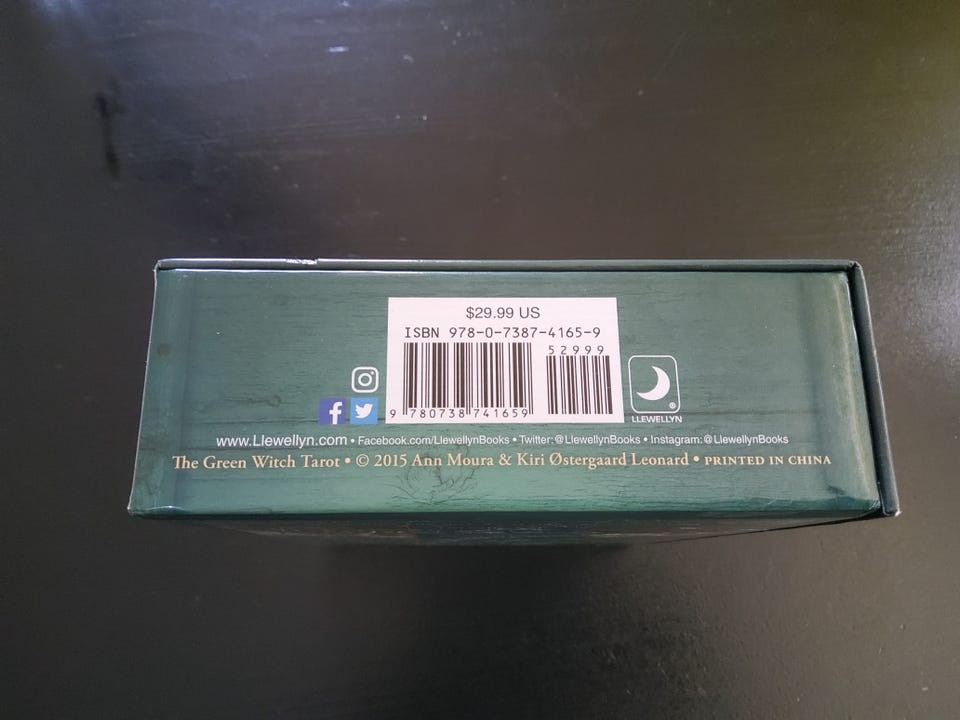 $29.99 US
ISBN 978-0-7387-4165-9
52999
9 780738 741659
LLEWELLYN
www.Llewellyn.com • Facebook.com/LlewellynBooks • Twitter:@LlewellynBooks • Instagram:@LlewellynBooks
The Green Witch Tarot • © 2015 Ann Moura & Kiri Østergaard Leonard • PRINTED IN CHINA